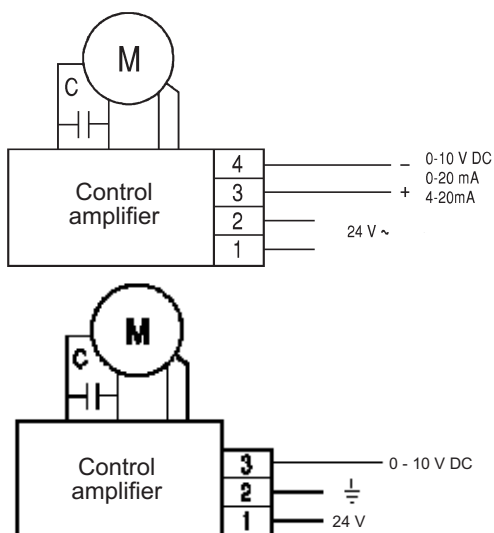 M
C
4 – 0-10 V DC
0-20 mA
3 + 4-20mA
Control
amplifier
2
24 V ~
1
M
C
Control
amplifier
3 0 - 10 V DC
2
1 24 V